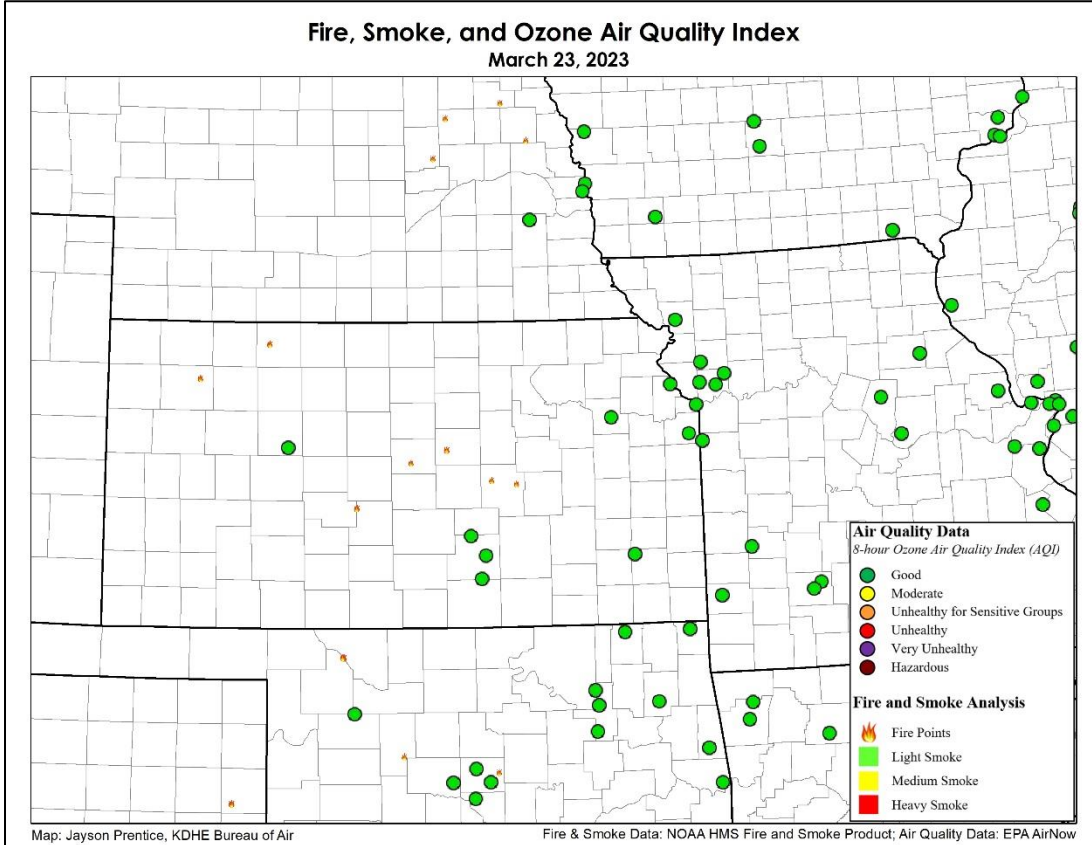 Fire, Smoke, and Ozone Air Quality Index
March 23, 2023
Air Quality Data
8-hour Ozone Air Quality Index (AQI)
Good
Moderate
Unhealthy for Sensitive Groups
Unhealthy
Very Unhealthy
Hazardous
Fire and Smoke Analysis
Fire Points
Light Smoke
Medium Smoke
Heavy Smoke
Map: Jayson Prentice, KDHE Bureau of Air
Fire & Smoke Data: NOAA HMS Fire and Smoke Product; Air Quality Data: EPA AirNow